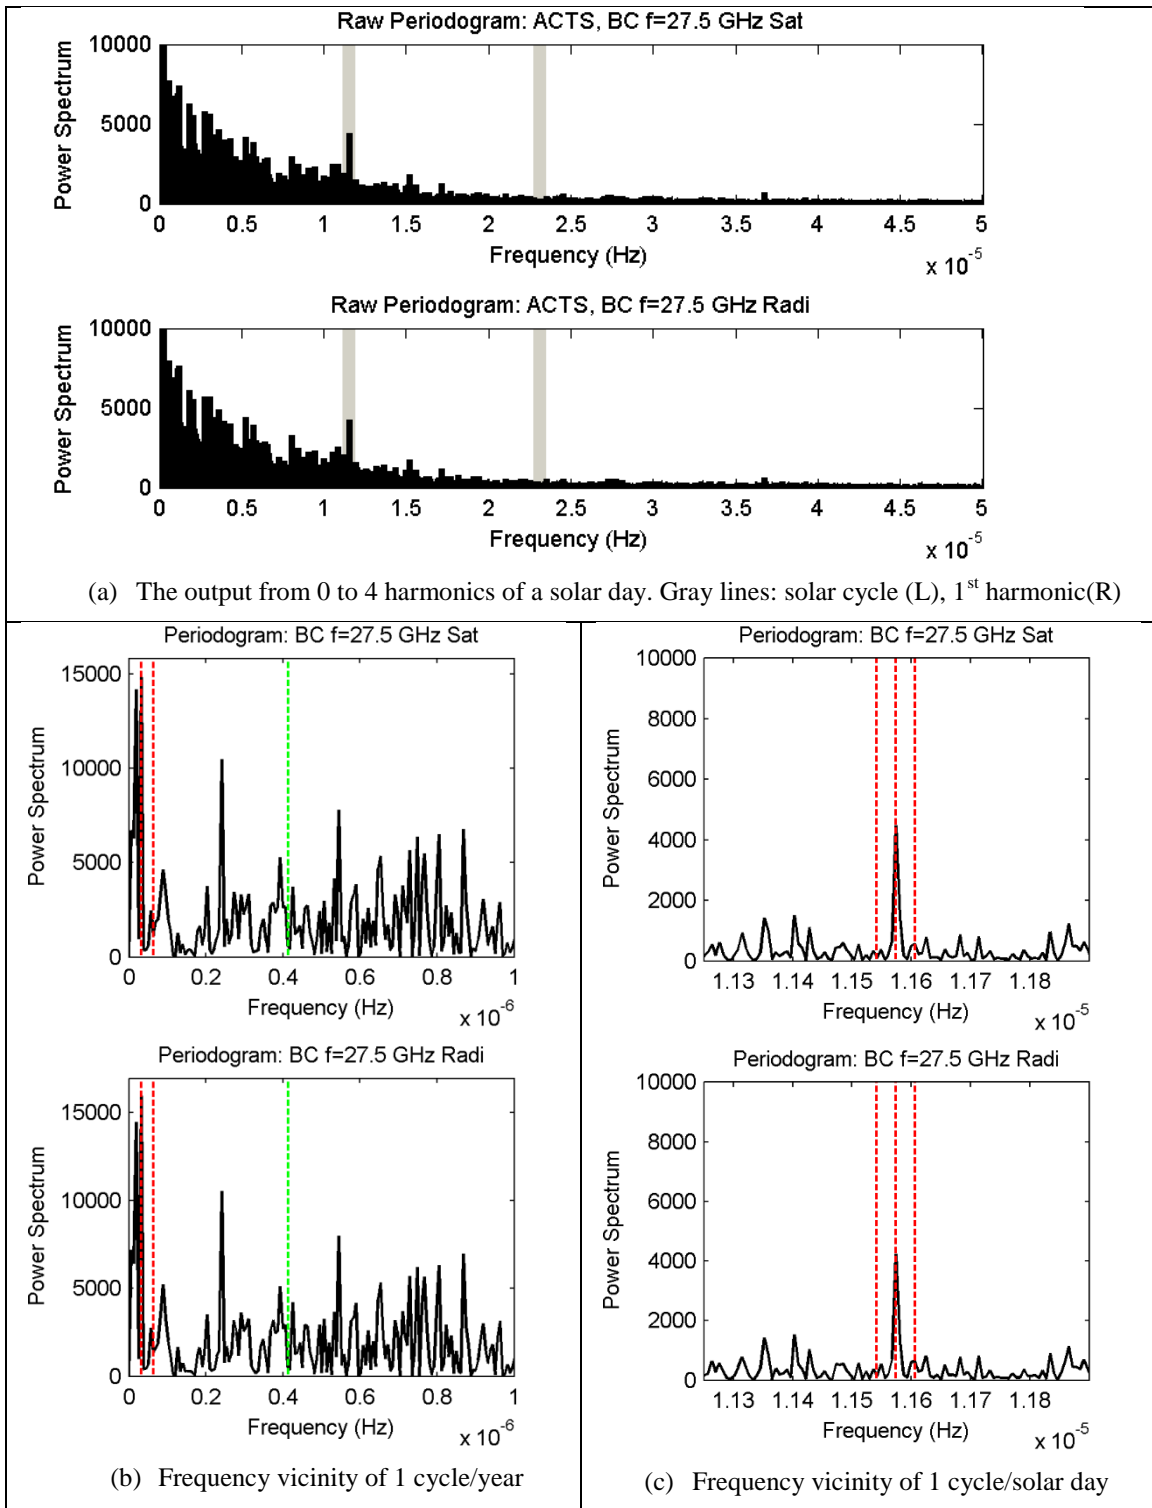 Raw Periodogram: ACTS, BC f=27.5 GHz Sat
Power Spectrum
10000
5000
0
0 0.5 1 1.5 2 2.5 3 3.5 4 4.5 5
Frequency (Hz)
x 10^-5
Raw Periodogram: ACTS, BC f=27.5 GHz Radi
Power Spectrum
10000
5000
0
0 0.5 1 1.5 2 2.5 3 3.5 4 4.5 5
Frequency (Hz)
x 10^-5
(a) The output from 0 to 4 harmonics of a solar day. Gray lines: solar cycle (L), 1^st harmonic(R)
Periodogram: BC f=27.5 GHz Sat
Power Spectrum
15000
10000
5000
0
0 0.2 0.4 0.6 0.8 1
Frequency (Hz)
x 10^-6
Periodogram: BC f=27.5 GHz Radi
Power Spectrum
15000
10000
5000
0
0 0.2 0.4 0.6 0.8 1
Frequency (Hz)
x 10^-6
(b) Frequency vicinity of 1 cycle/year
Periodogram: BC f=27.5 GHz Sat
Power Spectrum
10000
8000
6000
4000
2000
0
1.13 1.14 1.15 1.16 1.17 1.18
Frequency (Hz)
x 10^-5
Periodogram: BC f=27.5 GHz Radi
Power Spectrum
10000
8000
6000
4000
2000
0
1.13 1.14 1.15 1.16 1.17 1.18
Frequency (Hz)
x 10^-5
(c) Frequency vicinity of 1 cycle/solar day